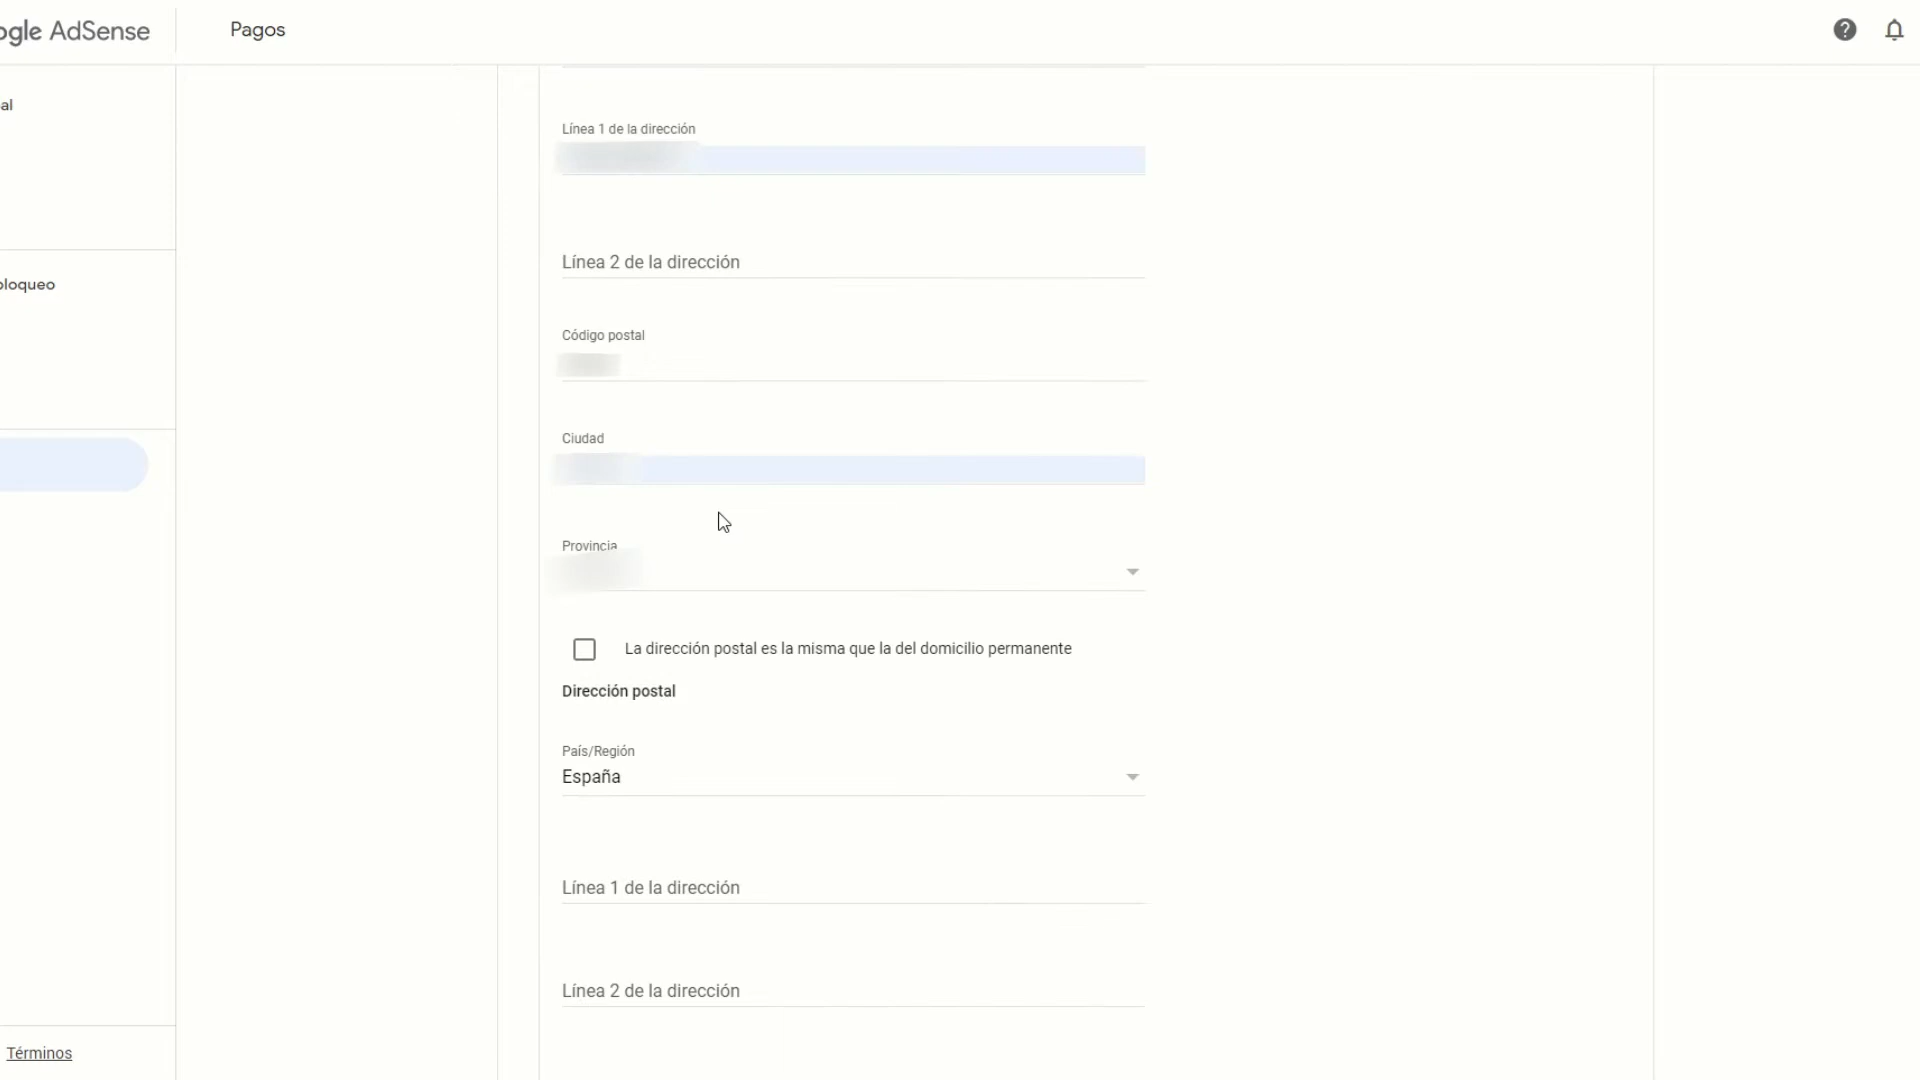 ogle AdSense
Pagos
al
bloqueo
Términos
Línea 1 de la dirección
Línea 2 de la dirección
Código postal
Ciudad
Provincia
La dirección postal es la misma que la del domicilio permanente
Dirección postal
País/Región
España
Línea 1 de la dirección
Línea 2 de la dirección